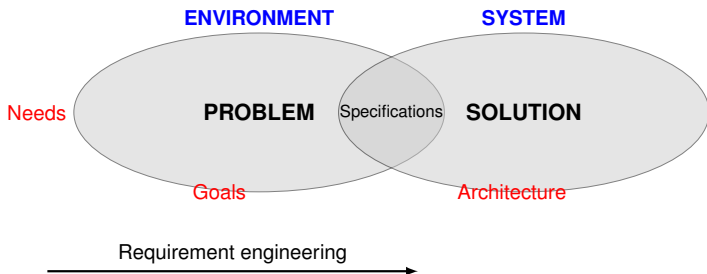 ENVIRONMENT
SYSTEM
Needs
PROBLEM
Specifications
SOLUTION
Goals
Architecture
Requirement engineering